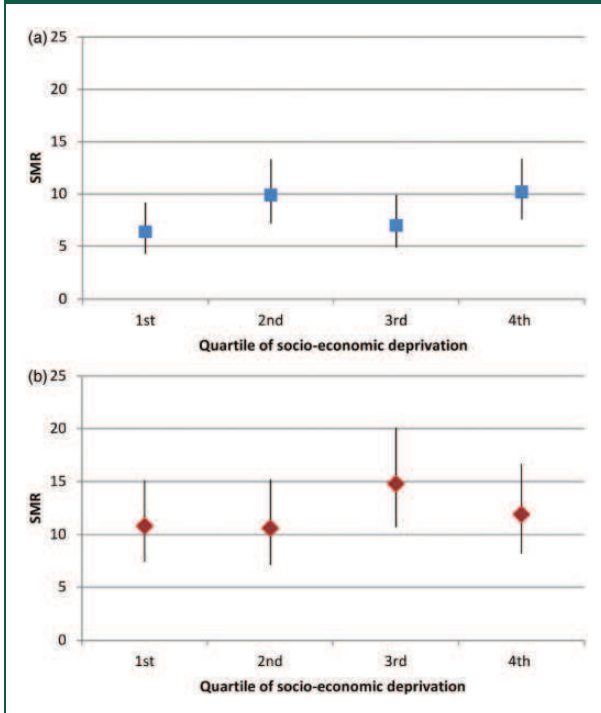 (a) 25
20
15
SMR
10
5
0
1st 2nd 3rd 4th
Quartile of socio-economic deprivation
(b) 25
20
15
SMR
10
5
0
1st 2nd 3rd 4th
Quartile of socio-economic deprivation